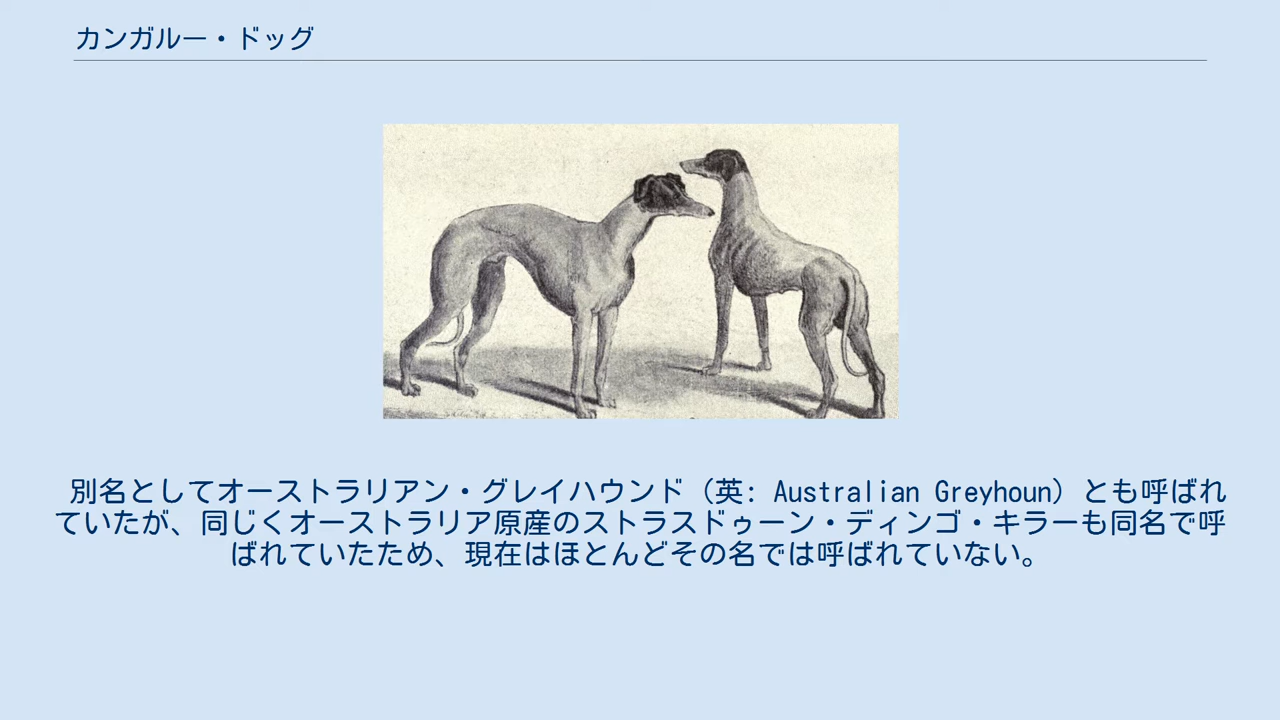 カンガルー・ドッグ
別名としてオーストラリアン・グレイハウンド（英: Australian Greyhoun）とも呼ばれ
ていたが、同じくオーストラリア原産のストラスドゥーン・ディンゴ・キラーも同名で呼
ばれていたため、現在はほとんどその名では呼ばれていない。